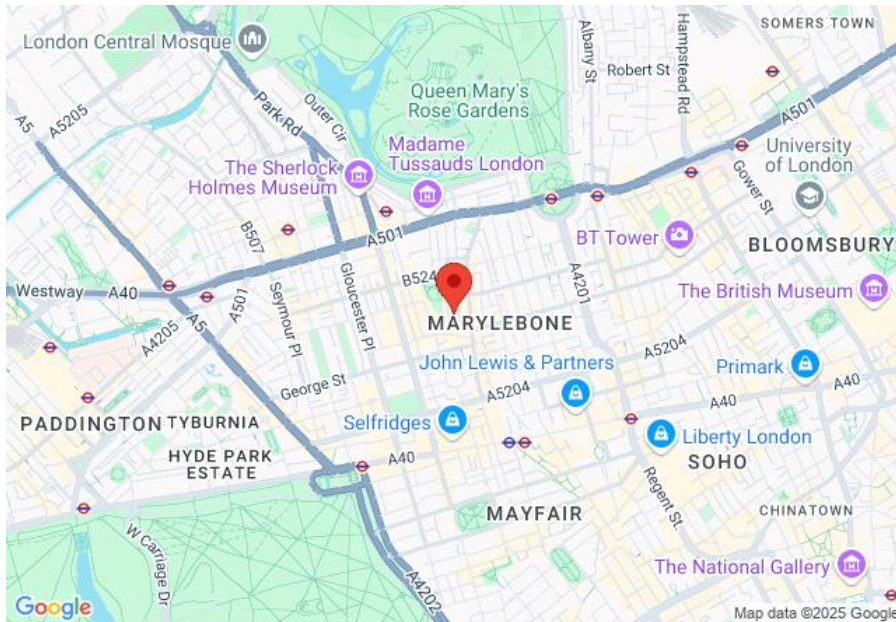 SOMERS TOWN
London Central Mosque
Albany St
Hampstead Rd
Robert St
A5
A5205
Park Rd
Outer Cir
Queen Mary's
Rose Gardens
A501
The Sherlock
Holmes Museum
Madame
Tussauds London
University
of London
Gower St
B507
A501
BT Tower
BLOOMSBURY
B524
A4201
Westway
A40
A501
A4205
A5
Seymour Pl
Gloucester Pl
The British Museum
MARYLEBONE
John Lewis & Partners
A5204
Primark
George St
A5204
A40
A40
PADDINGTON
TYBURNIA
Selfridges
Liberty London
HYDE PARK
ESTATE
A40
SOHO
Regent St.
MAYFAIR
CHINATOWN
W Carriage Dr
A4202
The National Gallery
Google
Map data ©2025 Google